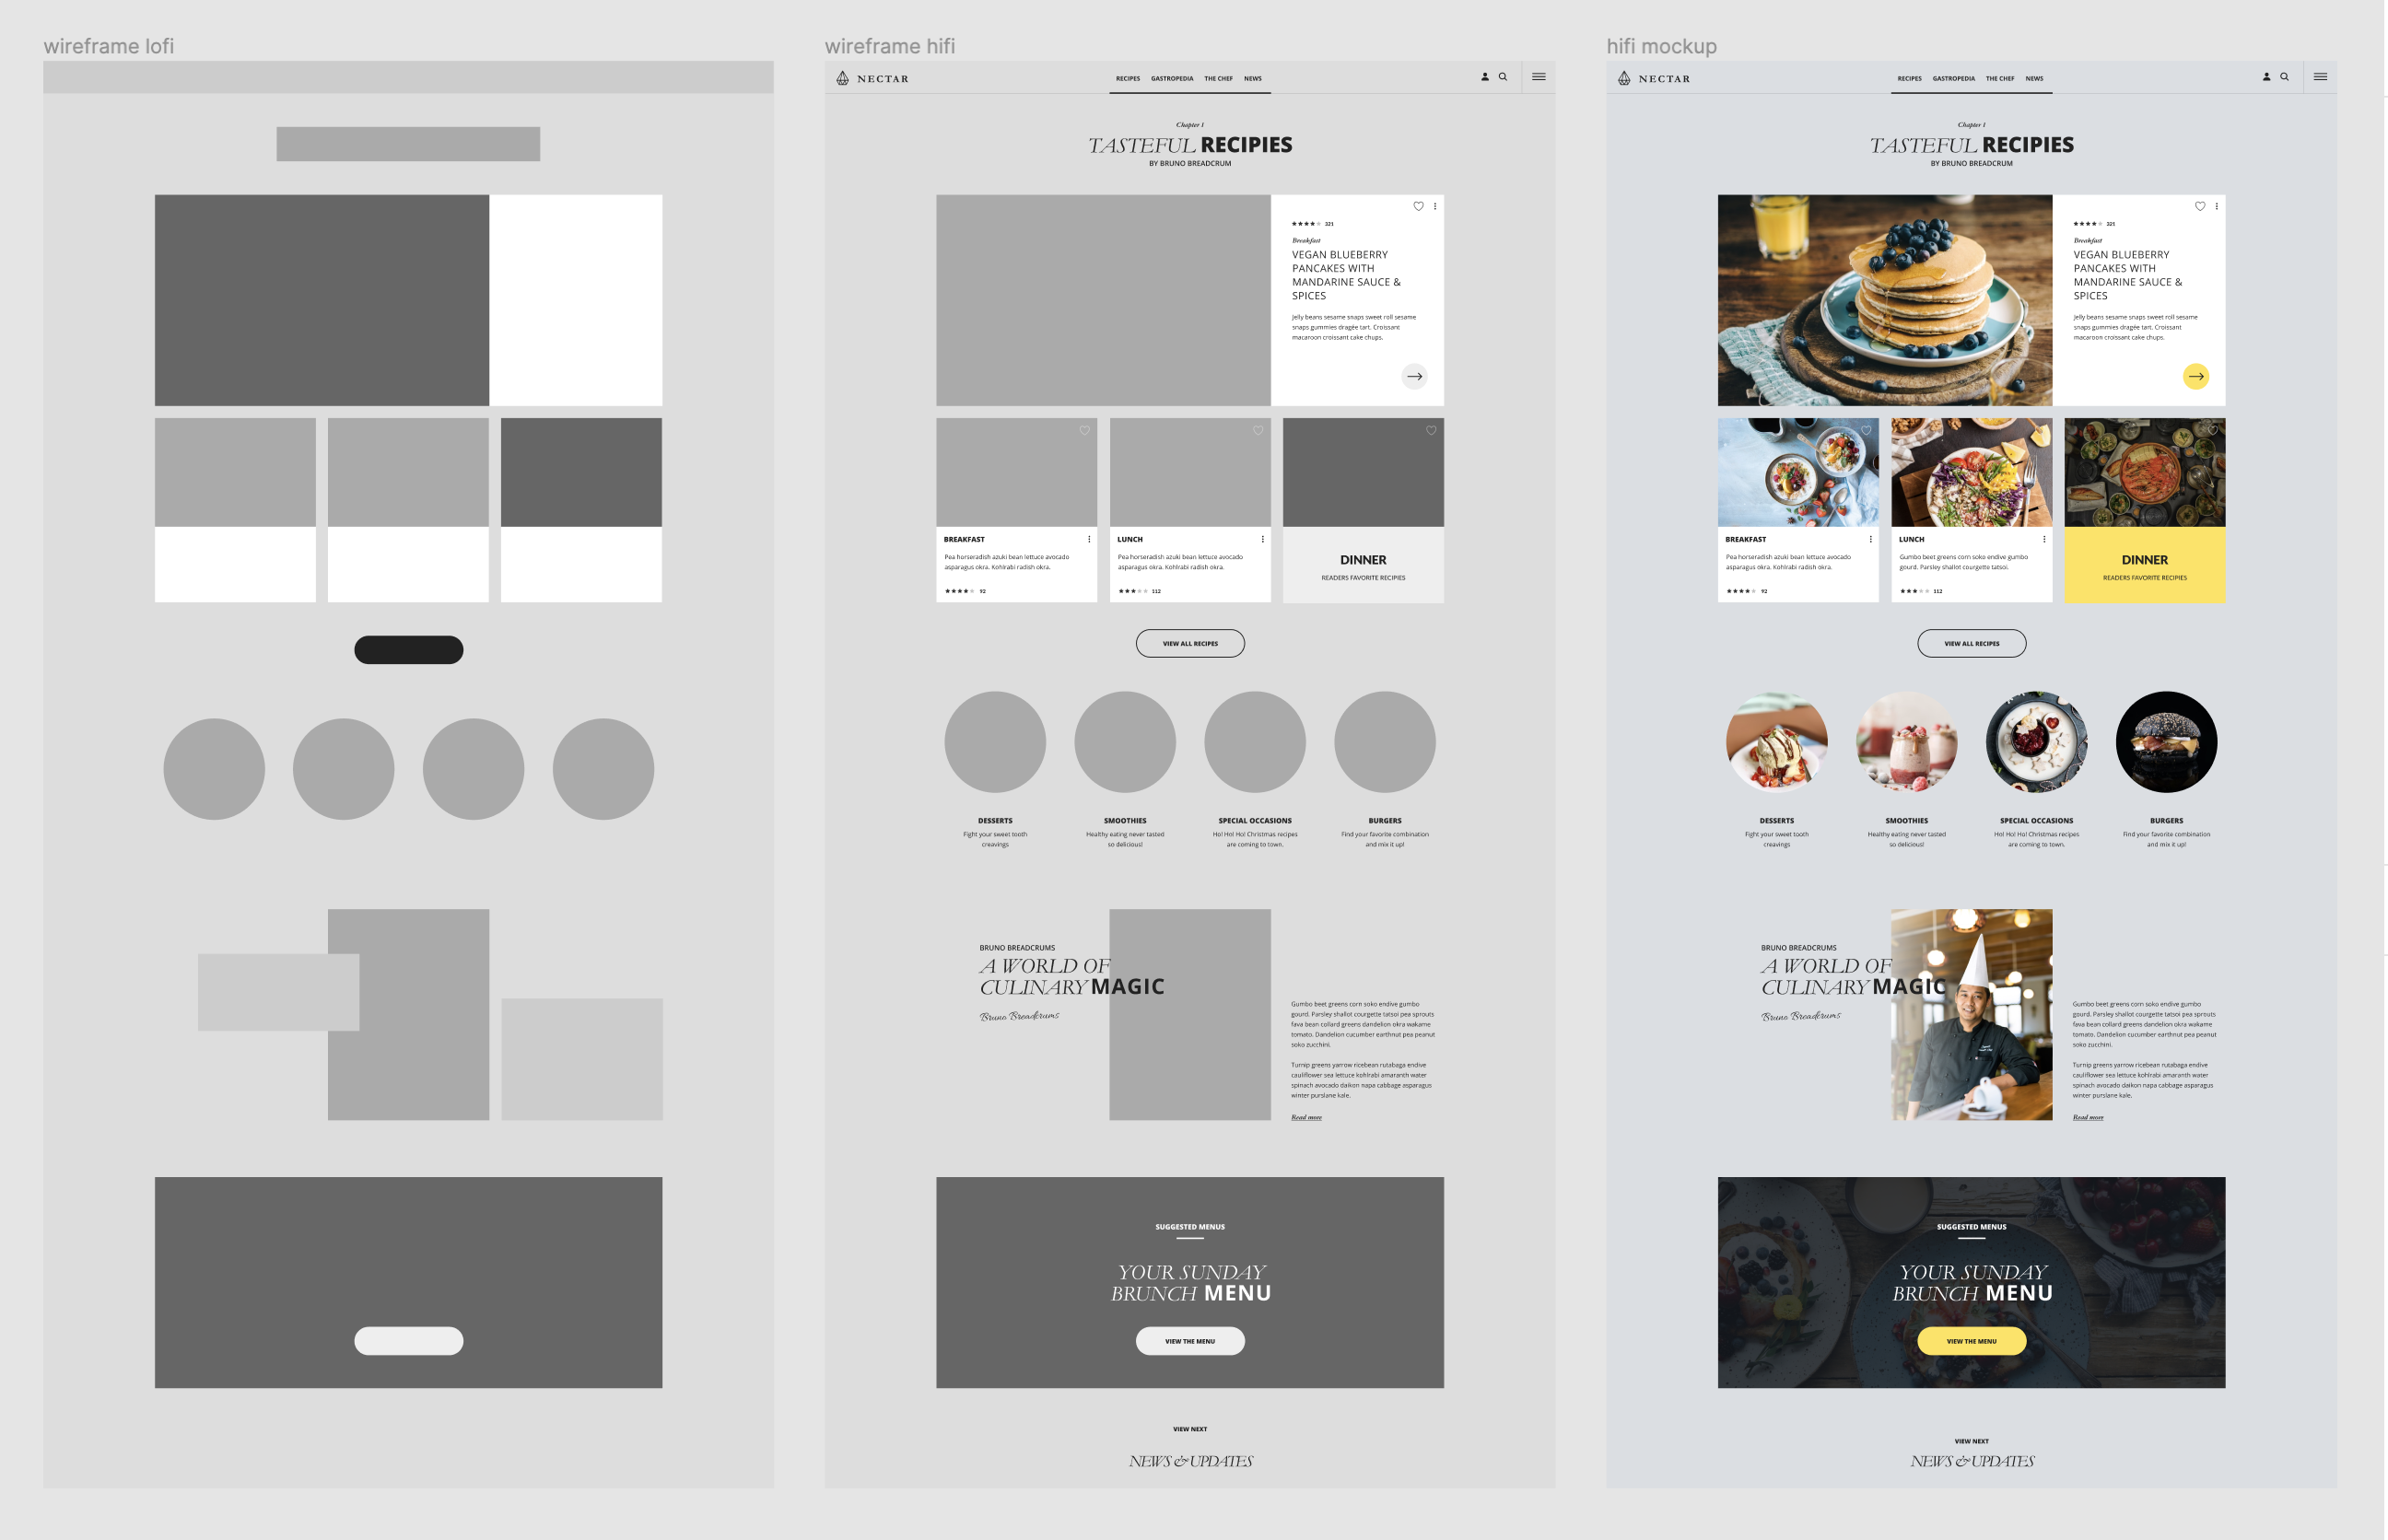 wireframe lofi
wireframe hifi
NECTAR
RECIPES GASTROPEDIA THE CHEF NEWS
Chapter 1
TASTEFUL RECIPIES
BY BRUNO BREADCRUM
321
Breakfast
VEGAN BLUEBERRY
PANCAKES WITH
MANDARINE SAUCE &
SPICES
Jelly beans sesame snaps sweet roll sesame
snaps gummies dragée tart. Croissant
macaroon croissant cake chups.
BREAKFAST
Pea horseradish azuki bean lettuce avocado
asparagus okra. Kohlrabi radish okra.
92
LUNCH
Pea horseradish azuki bean lettuce avocado
asparagus okra. Kohlrabi radish okra.
112
DINNER
READERS FAVORITE RECIPIES
VIEW ALL RECIPES
DESSERTS
Fight your sweet tooth
creavings
SMOOTHIES
Healthy eating never tasted
so delicious!
SPECIAL OCCASIONS
Ho! Ho! Ho! Christmas recipes
are coming to town.
BURGERS
Find your favorite combination
and mix it up!
BRUNO BREADCRUMS
A WORLD OF
CULINARY MAGIC
Bruno Breadcrums
Gumbo beet greens corn soko endive gumbo
gourd. Parsley shallot courgette tatsoi pea sprouts
fava bean collard greens dandelion okra wakame
tomato. Dandelion cucumber earthnut pea peanut
soko zucchini.
Turnip greens yarrow ricebean rutabaga endive
cauliflower sea lettuce kohlrabi amaranth water
spinach avocado daikon napa cabbage asparagus
winter purslane kale.
Read more
SUGGESTED MENUS
YOUR SUNDAY
BRUNCH MENU
VIEW THE MENU
VIEW NEXT
NEWS & UPDATES
hifi mockup
NECTAR
RECIPES GASTROPEDIA THE CHEF NEWS
Chapter 1
TASTEFUL RECIPIES
BY BRUNO BREADCRUM
321
Breakfast
VEGAN BLUEBERRY
PANCAKES WITH
MANDARINE SAUCE &
SPICES
Jelly beans sesame snaps sweet roll sesame
snaps gummies dragée tart. Croissant
macaroon croissant cake chups.
BREAKFAST
Pea horseradish azuki bean lettuce avocado
asparagus okra. Kohlrabi radish okra.
92
LUNCH
Gumbo beet greens corn soko endive gumbo
gourd. Parsley shallot courgette tatsoi.
112
DINNER
READERS FAVORITE RECIPIES
VIEW ALL RECIPES
DESSERTS
Fight your sweet tooth
creavings
SMOOTHIES
Healthy eating never tasted
so delicious!
SPECIAL OCCASIONS
Ho! Ho! Ho! Christmas recipes
are coming to town.
BURGERS
Find your favorite combination
and mix it up!
BRUNO BREADCRUMS
A WORLD OF
CULINARY MAGIC
Bruno Breadcrums
Gumbo beet greens corn soko endive gumbo
gourd. Parsley shallot courgette tatsoi pea sprouts
fava bean collard greens dandelion okra wakame
tomato. Dandelion cucumber earthnut pea peanut
soko zucchini.
Turnip greens yarrow ricebean rutabaga endive
cauliflower sea lettuce kohlrabi amaranth water
spinach avocado daikon napa cabbage asparagus
winter purslane kale.
Read more
SUGGESTED MENUS
YOUR SUNDAY
BRUNCH MENU
VIEW THE MENU
VIEW NEXT
NEWS & UPDATES